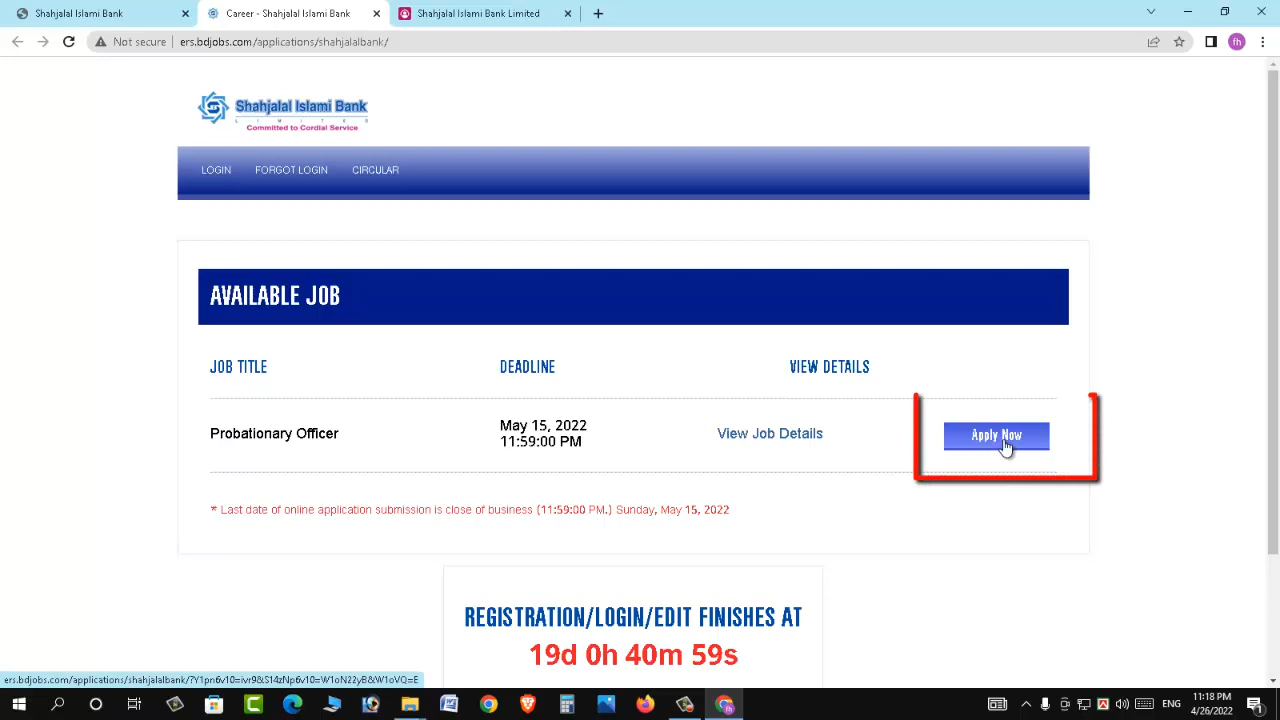 Shahjalal Islami Bank
Career - Shahjalal Islami Bank
Shahjalal Islami Bank Limited
Not secure
ers.bdjobs.com/applications/shahjalalbank/
fh
Shahjalal Islami Bank
LIMITED
Committed to Cordial Service
LOGIN
FORGOT LOGIN
CIRCULAR
AVAILABLE JOB
JOB TITLE
DEADLINE
VIEW DETAILS
Probationary Officer
May 15, 2022
11:59:00 PM
View Job Details
Apply Now
* Last date of online application submission is close of business (11:59:00 PM.) Sunday, May 15, 2022
REGISTRATION/LOGIN/EDIT FINISHES AT
19d 0h 40m 59s
ers.bdjobs.com/applications/shahjalalbank/?Y1pn6v10=ivr9&LS14zNp6v10=W1oN22yB&W1oVQ=E
ENG
11:18 PM
4/26/2022